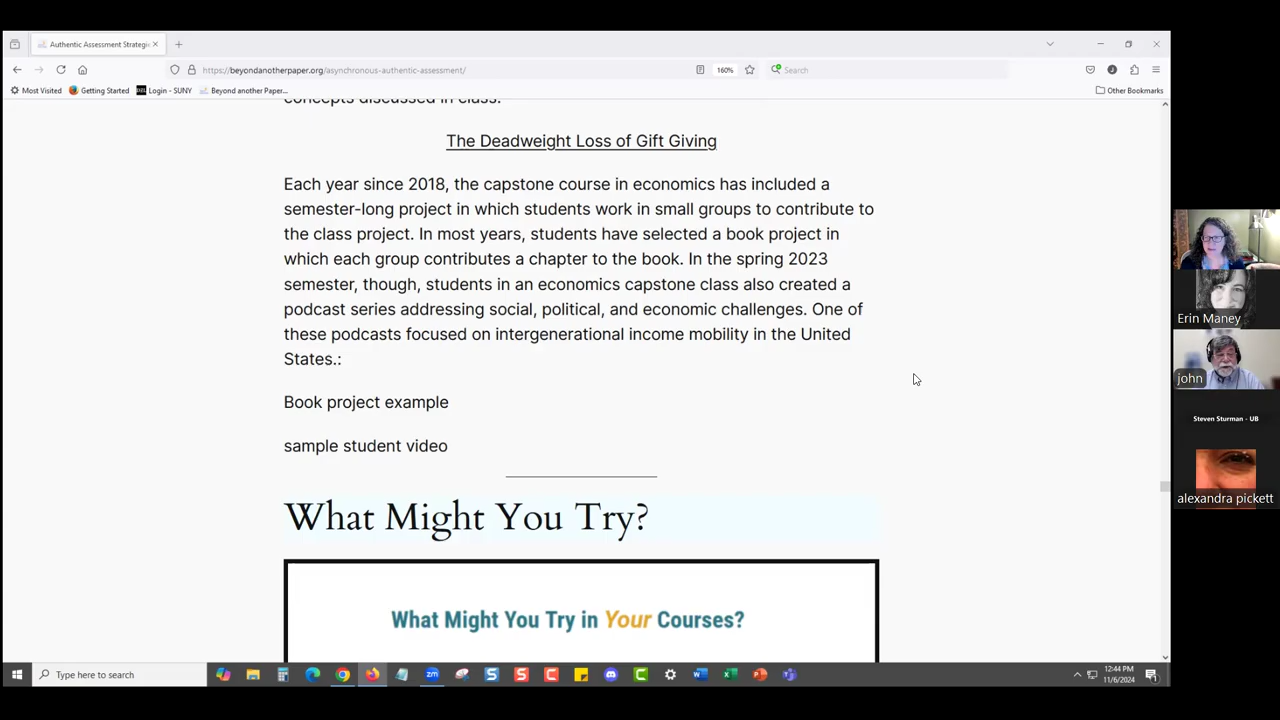 Authentic Assessment Strategie
https://beyondanotherpaper.org/asynchronous-authentic-assessment/
160%
Search
Most Visited
Getting Started
Login - SUNY
Beyond another Paper...
Other Bookmarks
concepts discussed in class.
The Deadweight Loss of Gift Giving
Each year since 2018, the capstone course in economics has included a
semester-long project in which students work in small groups to contribute to
the class project. In most years, students have selected a book project in
which each group contributes a chapter to the book. In the spring 2023
semester, though, students in an economics capstone class also created a
podcast series addressing social, political, and economic challenges. One of
these podcasts focused on intergenerational income mobility in the United
States.:
Book project example
sample student video
What Might You Try?
What Might You Try in Your Courses?
Erin Maney
john
Steven Sturman - UB
alexandra pickett
Type here to search
zm
12:44 PM
11/6/2024